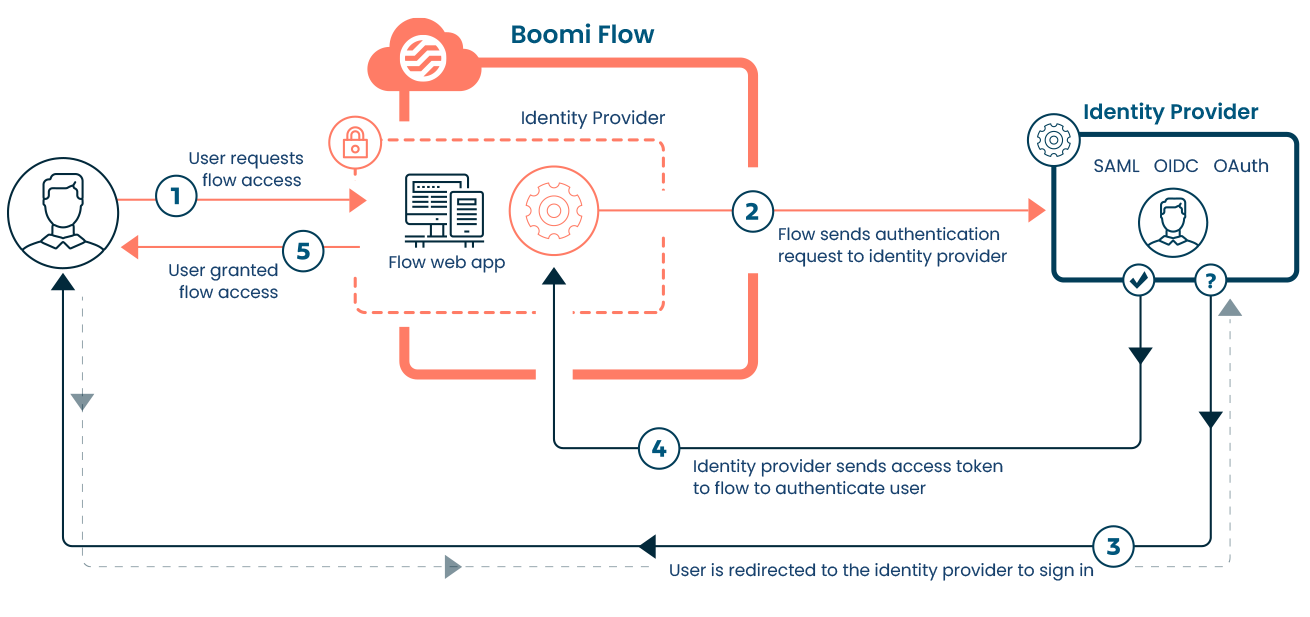 Boomi Flow
Identity Provider
Identity Provider
SAML OIDC OAuth
User requests
flow access
1
2
Flow sends authentication
request to identity provider
5
User granted
flow access
Flow web app
?
4
Identity provider sends access token
to flow to authenticate user
3
User is redirected to the identity provider to sign in